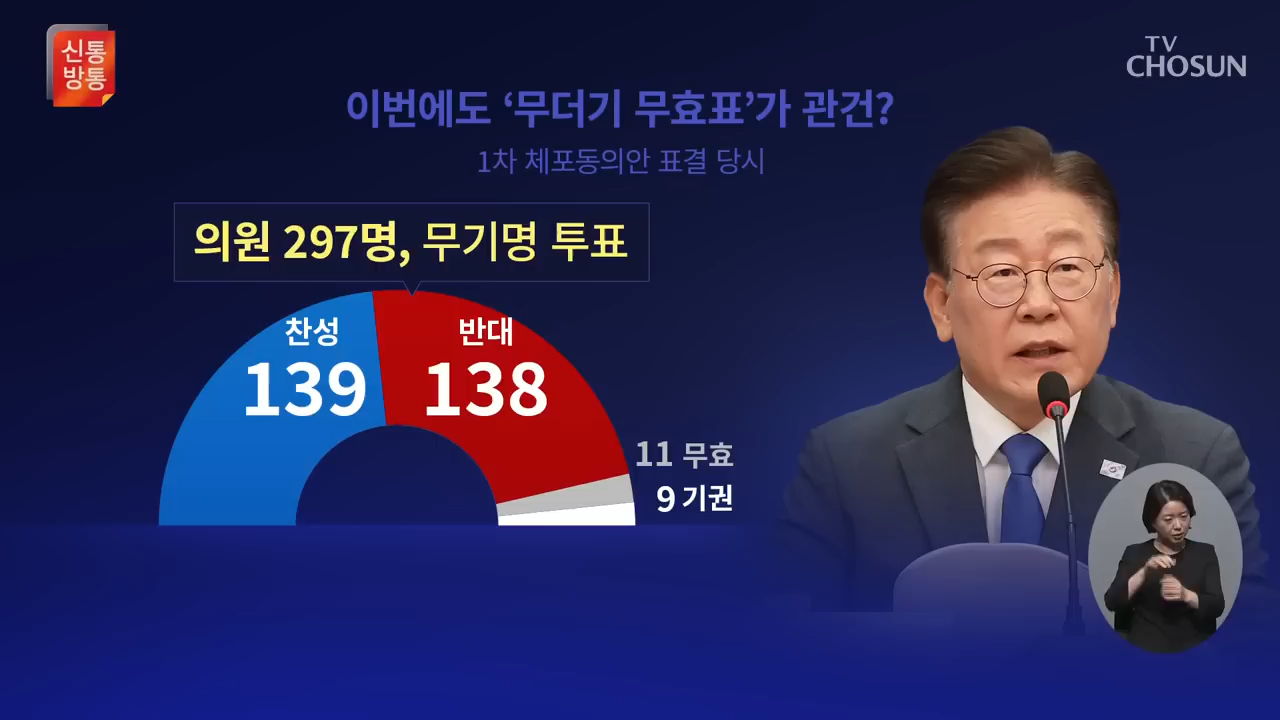 신통
방통
TV
CHOSUN
이번에도 ‘무더기 무효표’가 관건?
1차 체포동의안 표결 당시
의원 297명, 무기명 투표
찬성
139
반대
138
11 무효
9 기권